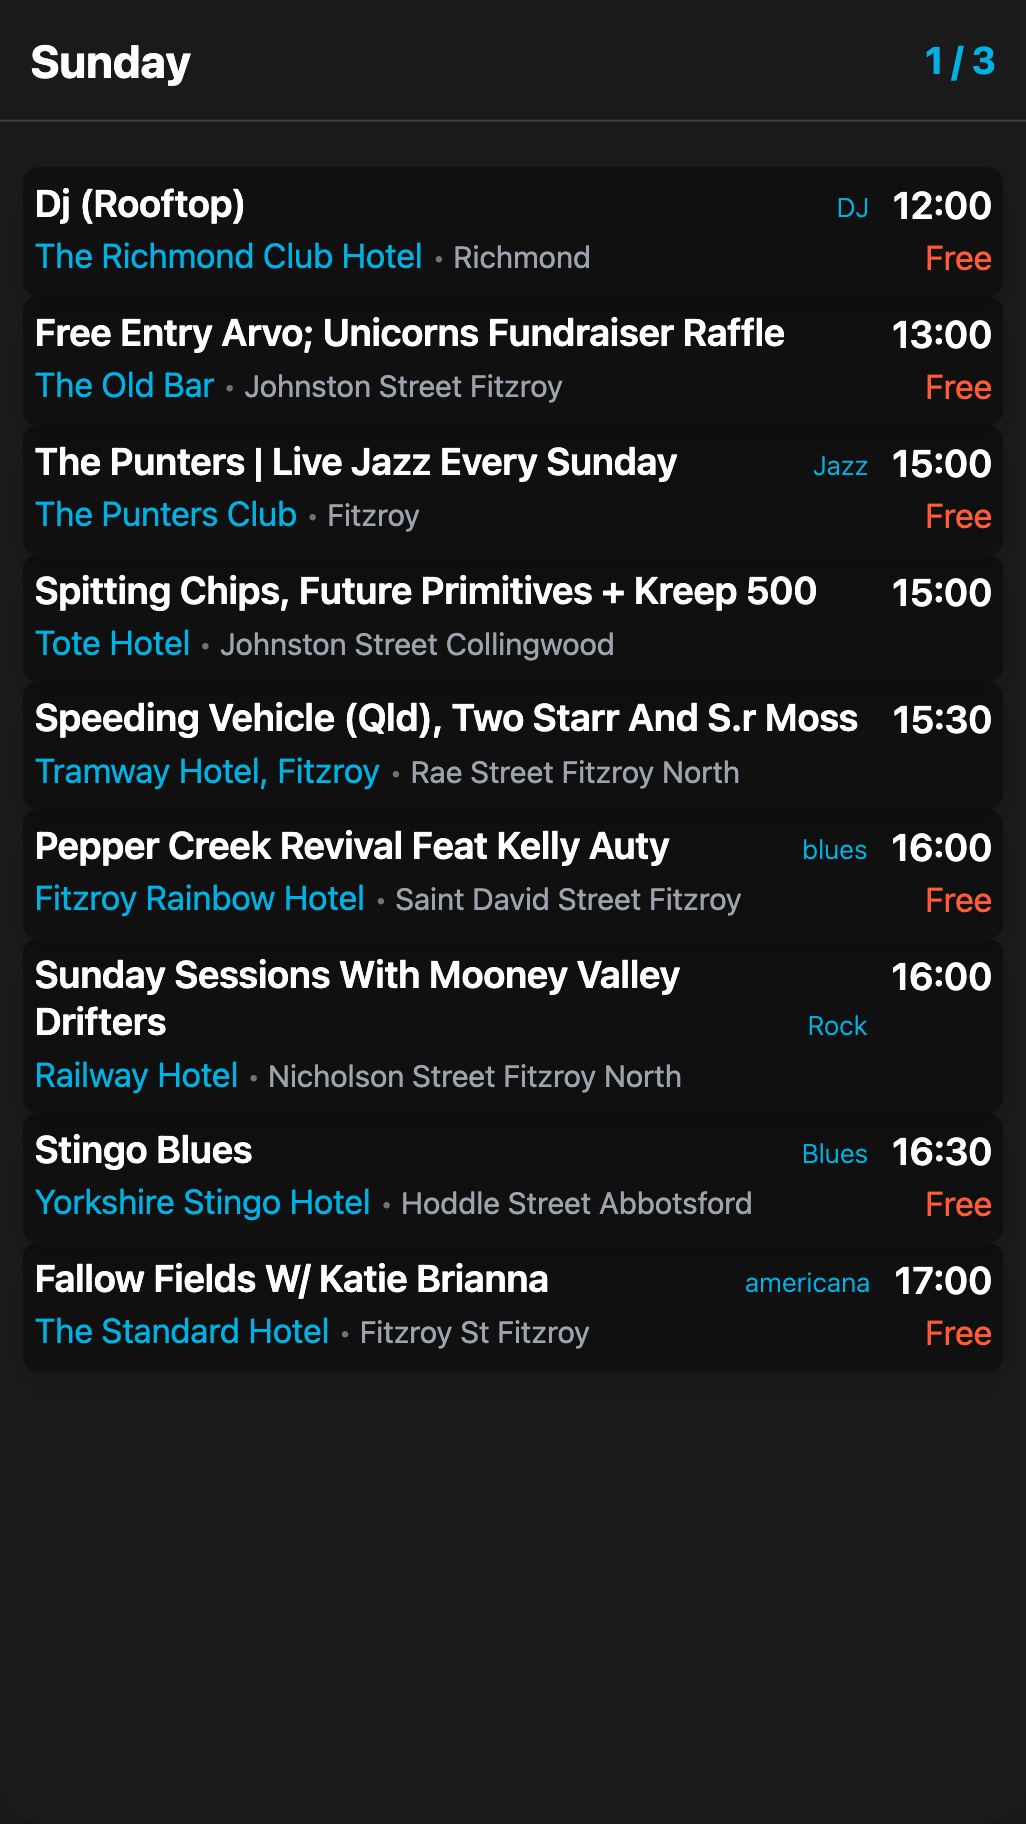 Sunday 1 / 3
Dj (Rooftop) DJ 12:00
The Richmond Club Hotel • Richmond Free
Free Entry Arvo; Unicorns Fundraiser Raffle 13:00
The Old Bar • Johnston Street Fitzroy Free
The Punters | Live Jazz Every Sunday Jazz 15:00
The Punters Club • Fitzroy Free
Spitting Chips, Future Primitives + Kreep 500 15:00
Tote Hotel • Johnston Street Collingwood
Speeding Vehicle (Qld), Two Starr And S.r Moss 15:30
Tramway Hotel, Fitzroy • Rae Street Fitzroy North
Pepper Creek Revival Feat Kelly Auty blues 16:00
Fitzroy Rainbow Hotel • Saint David Street Fitzroy Free
Sunday Sessions With Mooney Valley 16:00
Drifters Rock
Railway Hotel • Nicholson Street Fitzroy North
Stingo Blues Blues 16:30
Yorkshire Stingo Hotel • Hoddle Street Abbotsford Free
Fallow Fields W/ Katie Brianna americana 17:00
The Standard Hotel • Fitzroy St Fitzroy Free